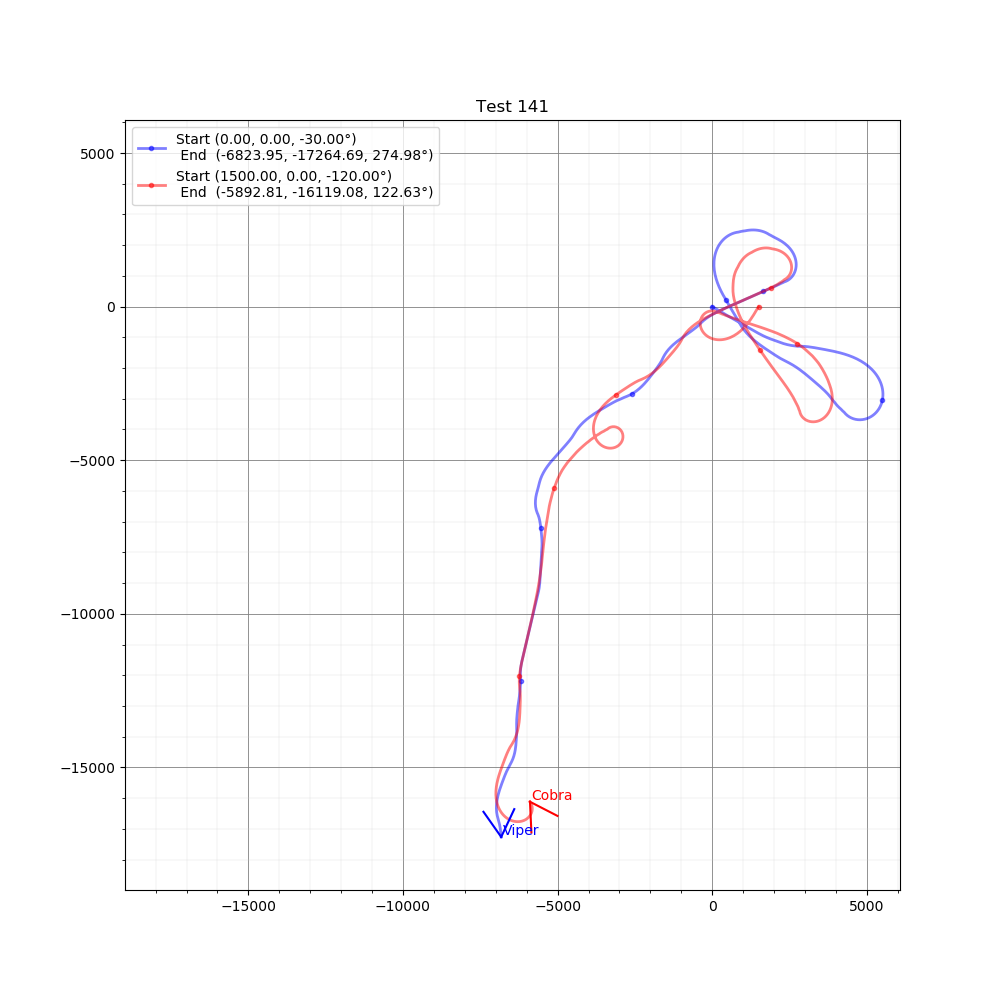 Test 141
Start (0.00, 0.00, -30.00°)
End (-6823.95, -17264.69, 274.98°)
Start (1500.00, 0.00, -120.00°)
End (-5892.81, -16119.08, 122.63°)
5000
0
−5000
−10000
−15000
Cobra
Viper
−15000
−10000
−5000
0
5000